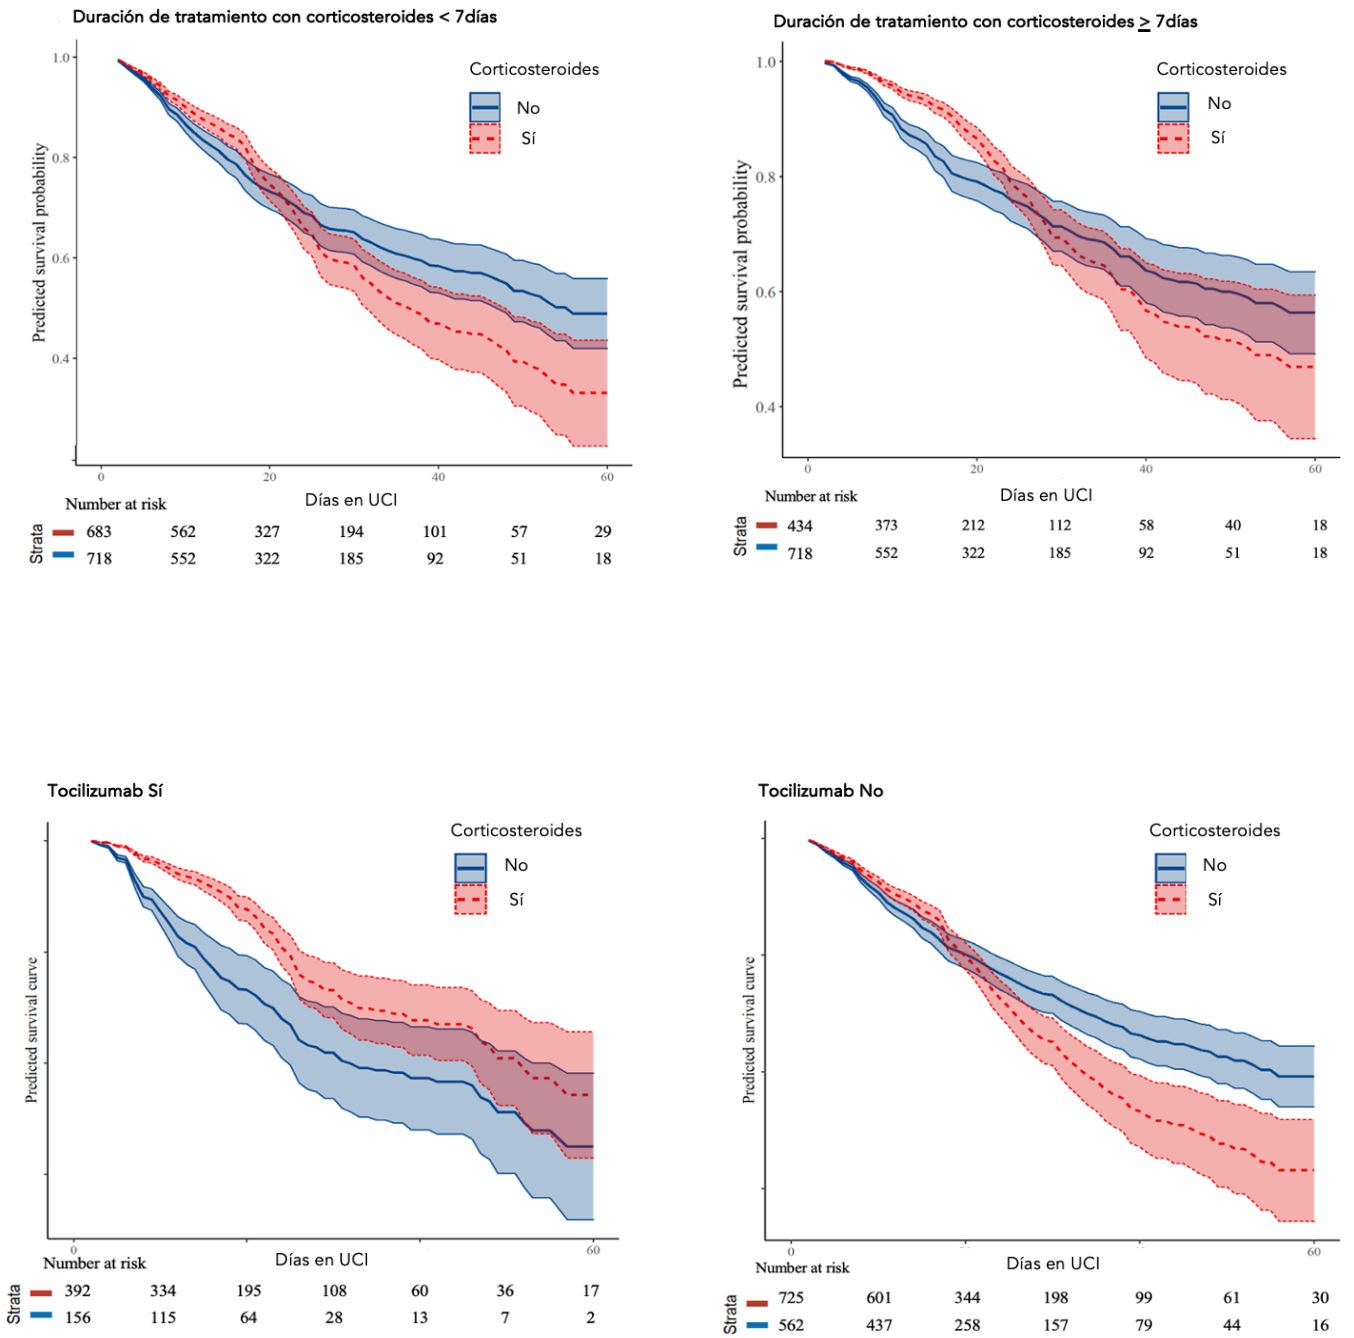 Duración de tratamiento con corticosteroides < 7días
Predicted survival probability
1.0
0.8
0.6
0.4
Corticosteroides
No
Sí
0 20 40 60
Días en UCI
Number at risk
Strata
683 562 327 194 101 57 29
718 552 322 185 92 51 18
Duración de tratamiento con corticosteroides ≥ 7días
Predicted survival probability
1.0
0.8
0.6
0.4
Corticosteroides
No
Sí
0 20 40 60
Días en UCI
Number at risk
Strata
434 373 212 112 58 40 18
718 552 322 185 92 51 18
Tocilizumab Sí
Predicted survival curve
Corticosteroides
No
Sí
0 60
Días en UCI
Number at risk
Strata
392 334 195 108 60 36 17
156 115 64 28 13 7 2
Tocilizumab No
Predicted survival curve
Corticosteroides
No
Sí
0 60
Días en UCI
Number at risk
Strata
725 601 344 198 99 61 30
562 437 258 157 79 44 16